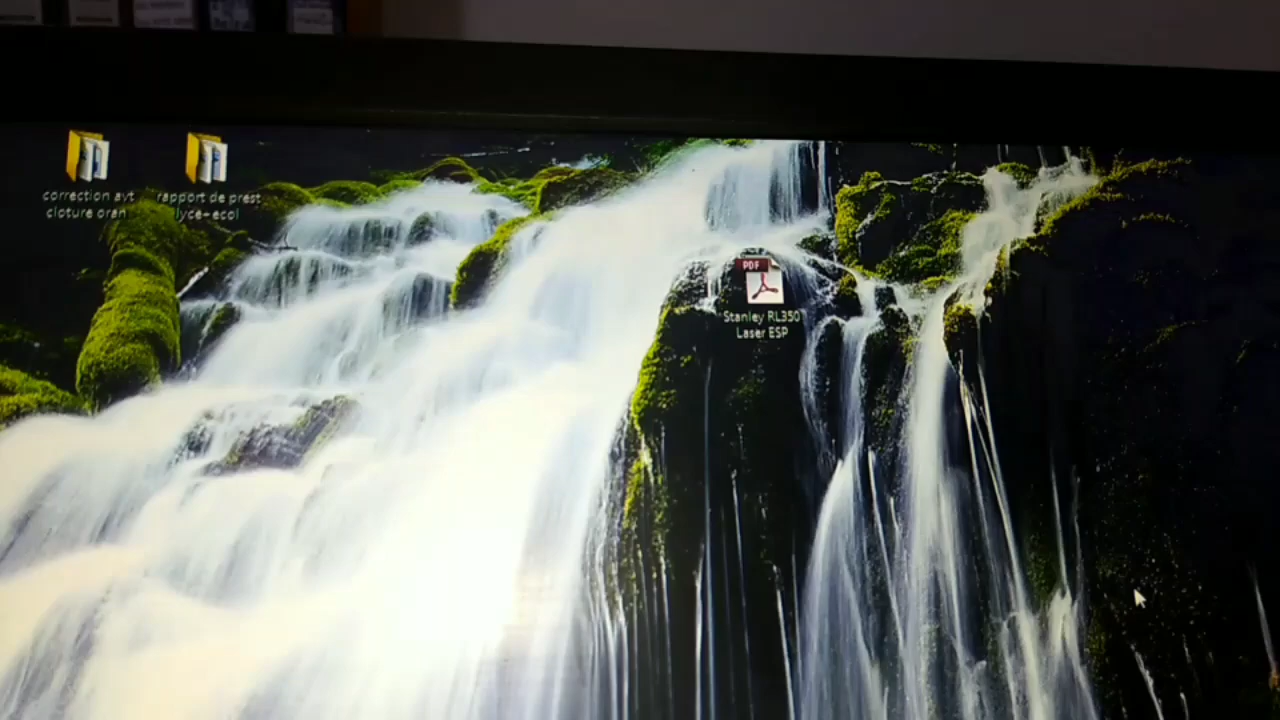 correction avt
cloture oran
rapport de prest
lyce-ecol
PDF
Stanley RL350
Laser ESP